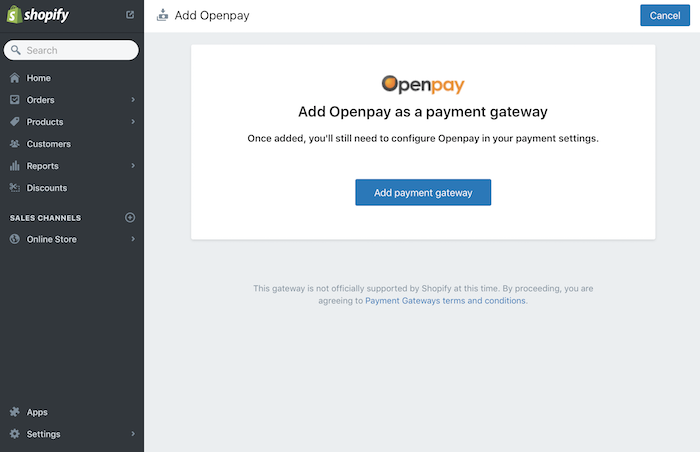 shopify
Search
Home
Orders
Products
Customers
Reports
Discounts
SALES CHANNELS
Online Store
Apps
Settings
Add Openpay
Cancel
Openpay
Add Openpay as a payment gateway
Once added, you'll still need to configure Openpay in your payment settings.
Add payment gateway
This gateway is not officially supported by Shopify at this time. By proceeding, you are
agreeing to Payment Gateways terms and conditions.